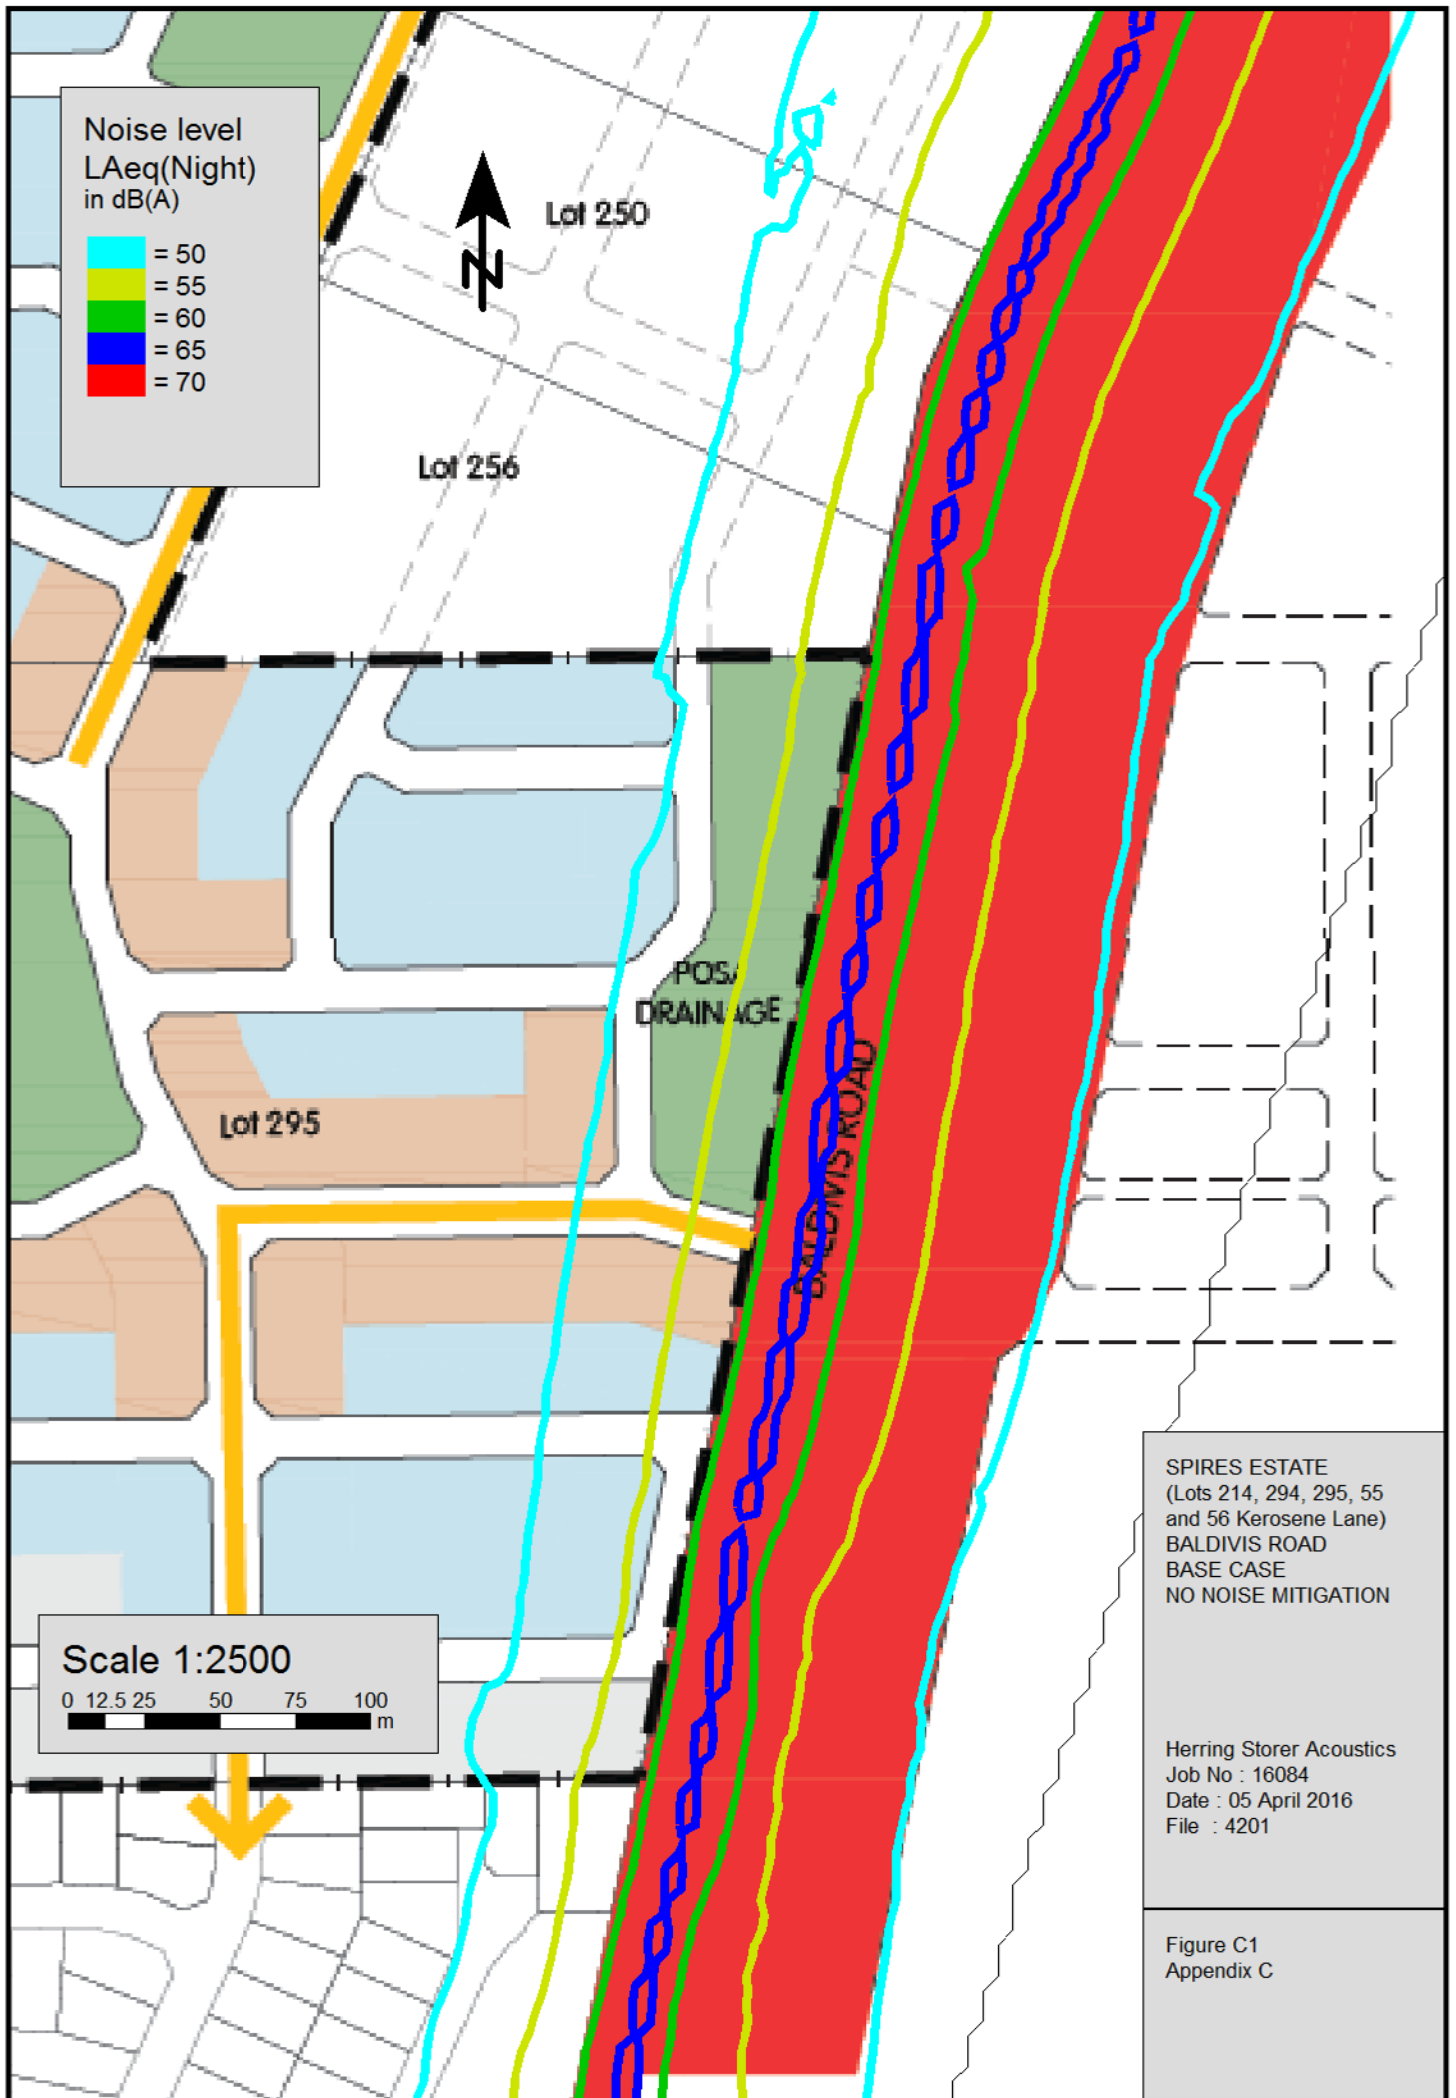 Noise level
LAeq(Night)
in dB(A)
= 50
= 55
= 60
= 65
= 70
N
Lot 250
Lot 256
POS/
DRAINAGE
BALDIVIS ROAD
Lot 295
Scale 1:2500
0 12.5 25 50 75 100
m
SPIRES ESTATE
(Lots 214, 294, 295, 55
and 56 Kerosene Lane)
BALDIVIS ROAD
BASE CASE
NO NOISE MITIGATION
Herring Storer Acoustics
Job No : 16084
Date : 05 April 2016
File : 4201
Figure C1
Appendix C